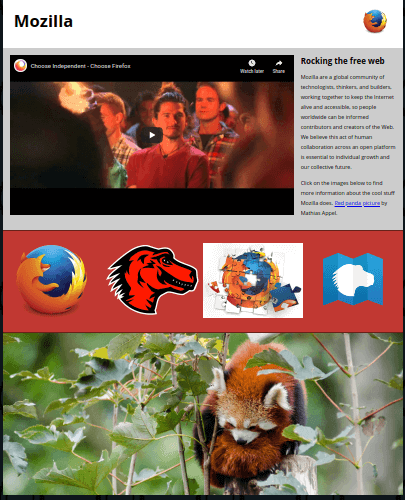 Mozilla
Choose Independent - Choose Firefox
Watch later
Share
Rocking the free web
Mozilla are a global community of
technologists, thinkers, and builders,
working together to keep the Internet
alive and accessible, so people
worldwide can be informed
contributors and creators of the Web.
We believe this act of human
collaboration across an open platform
is essential to individual growth and
our collective future.
Click on the images below to find
more information about the cool stuff
Mozilla does. Red panda picture by
Mathias Appel.